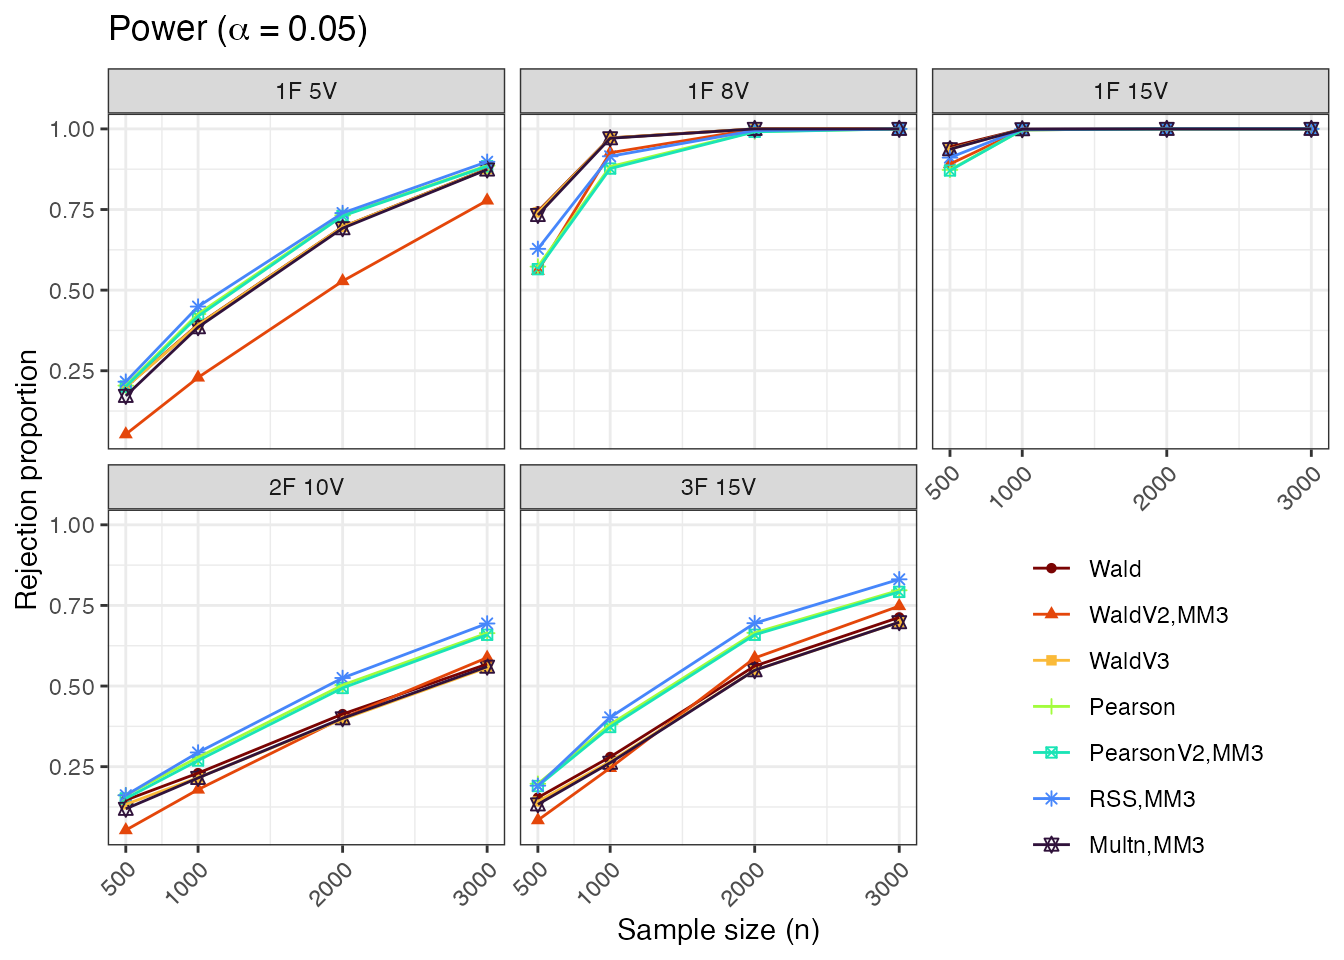 Power (α = 0.05)
1F 5V
1F 8V
1F 15V
1.00
0.75
0.50
0.25
500
1000
2000
3000
2F 10V
3F 15V
1.00
0.75
0.50
0.25
500
1000
2000
3000
500
1000
2000
3000
Rejection proportion
Sample size (n)
Wald
WaldV2,MM3
WaldV3
Pearson
PearsonV2,MM3
RSS,MM3
Multn,MM3